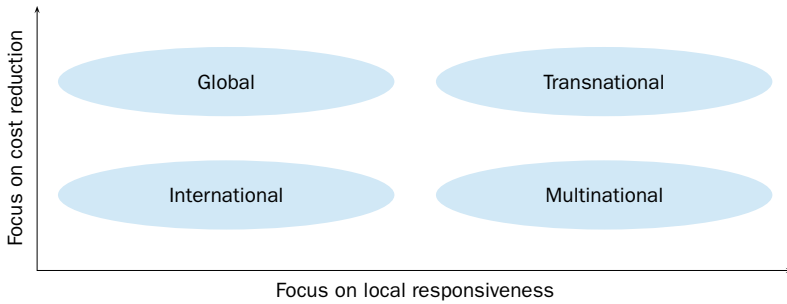 Focus on cost reduction
Global
Transnational
International
Multinational
Focus on local responsiveness